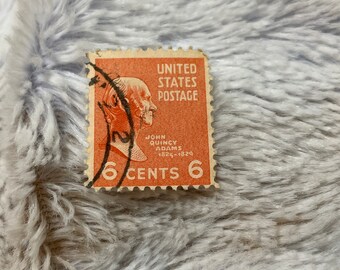 UNITED
STATES
POSTAGE
JOHN
QUINCY
ADAMS
1825-1829
6 CENTS 6